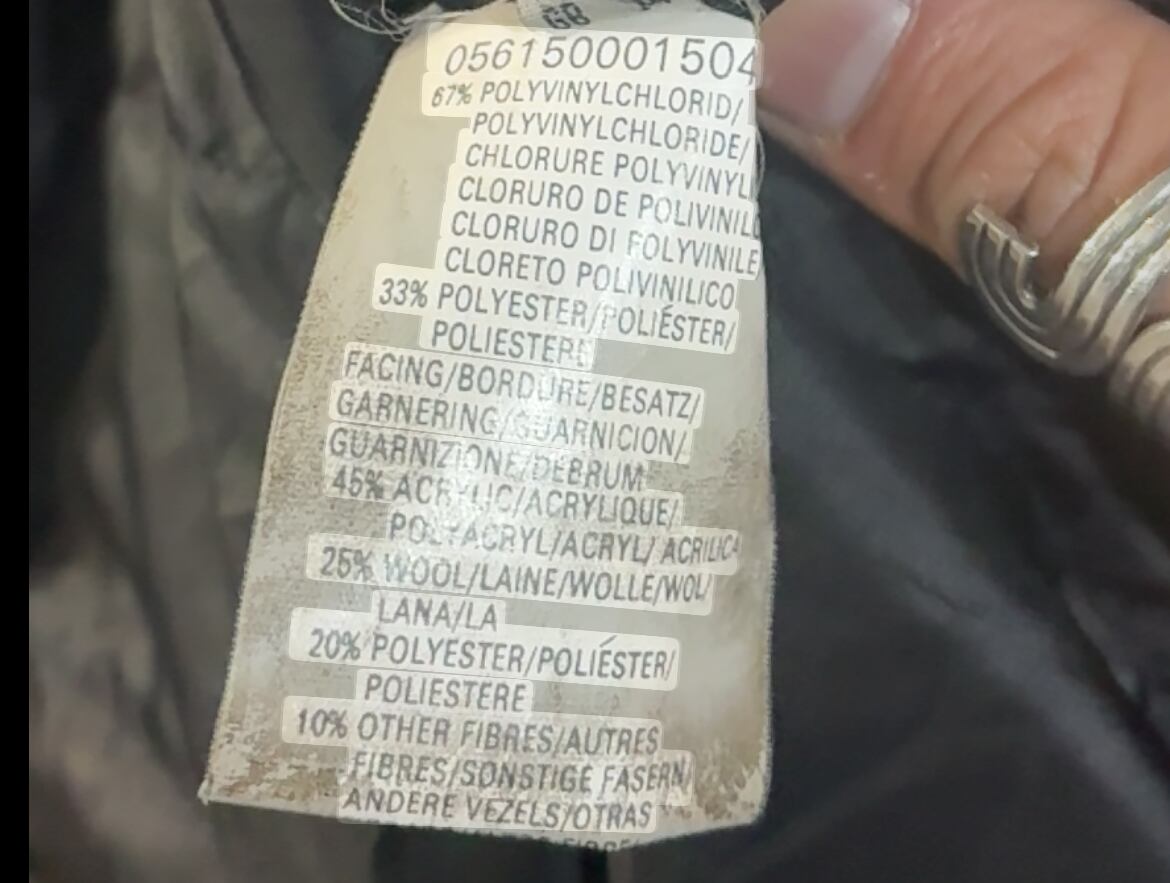 GB
056150001504
67% POLYVINYLCHLORID/
POLYVINYLCHLORIDE/
CHLORURE POLYVINYL
CLORURO DE POLIVINILO
CLORURO DI POLYVINILE
CLORETO POLIVINILICO
33% POLYESTER/POLIÉSTER/
POLIESTERE
FACING/BORDURE/BESATZ/
GARNERING/GUARNICION/
GUARNIZIONE/DEBRUM
45% ACRYLIC/ACRYLIQUE/
POLYACRYL/ACRYL/ ACRILICA
25% WOOL/LAINE/WOLLE/WOL/
LANA/LA
20% POLYESTER/POLIÉSTER/
POLIESTERE
10% OTHER FIBRES/AUTRES
FIBRES/SONSTIGE FASERN/
ANDERE VEZELS/OTRAS